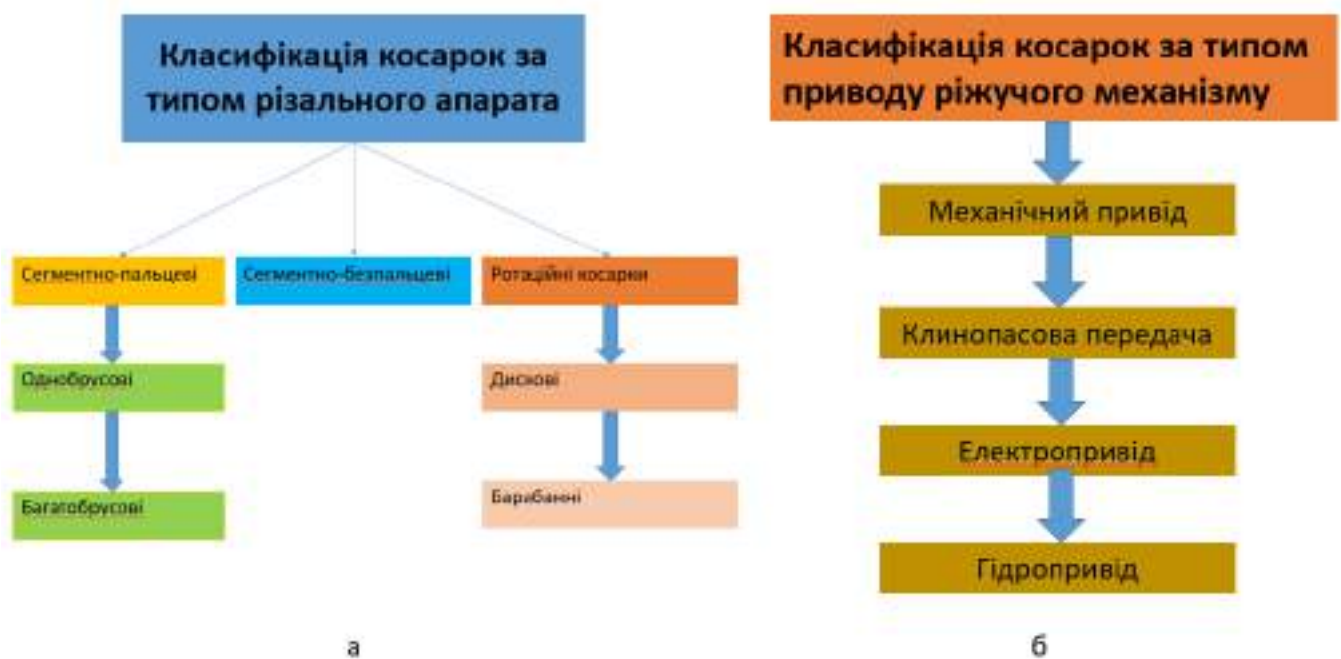 Класифікація косарок за
типом різального апарата
Сегментно-пальцеві
Сегментно-безпальцеві
Ротаційні косарки
Однобрусові
Дискові
Багатобрусові
Барабанні
а
Класифікація косарок за типом
приводу ріжучого механізму
Механічний привід
Клинопасова передача
Електропривід
Гідропривід
б